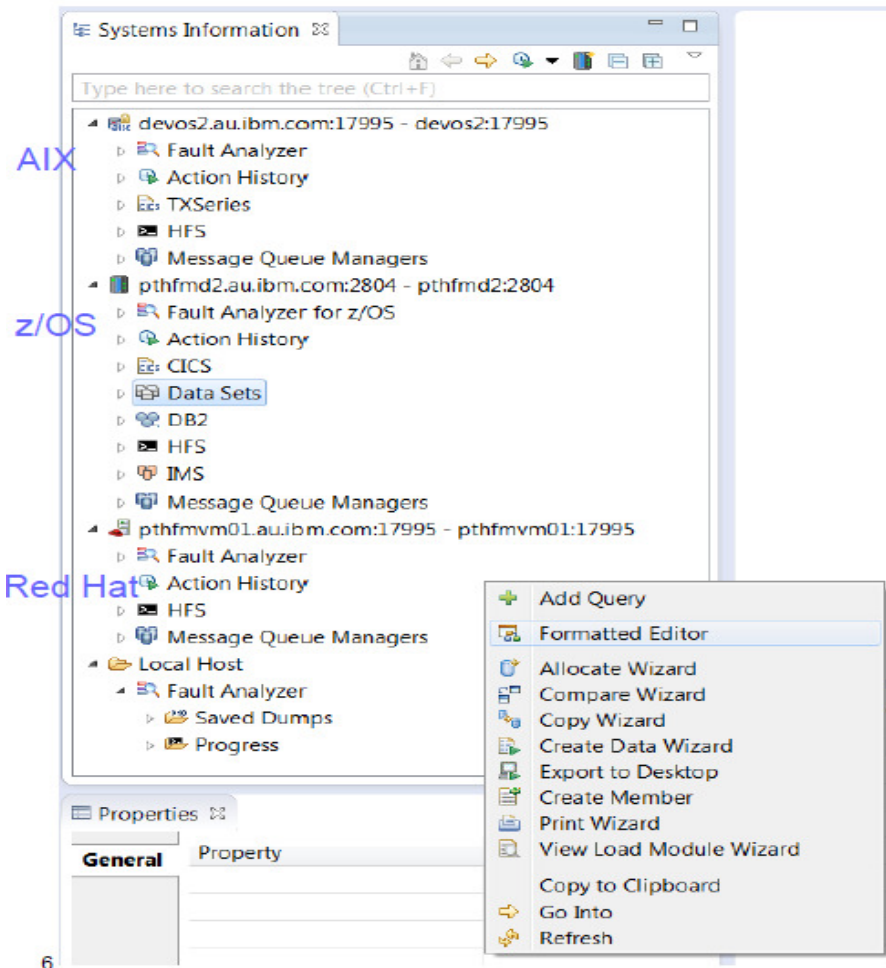 Systems Information
Type here to search the tree (Ctrl+F)
devos2.au.ibm.com:17995 - devos2:17995
AIX
Fault Analyzer
Action History
TXSeries
HFS
Message Queue Managers
pthfmd2.au.ibm.com:2804 - pthfmd2:2804
z/OS
Fault Analyzer for z/OS
Action History
CICS
Data Sets
DB2
HFS
IMS
Message Queue Managers
pthfmvm01.au.ibm.com:17995 - pthfmvm01:17995
Fault Analyzer
Red Hat
Action History
HFS
Message Queue Managers
Local Host
Fault Analyzer
Saved Dumps
Progress
Add Query
Formatted Editor
Allocate Wizard
Compare Wizard
Copy Wizard
Create Data Wizard
Export to Desktop
Create Member
Print Wizard
View Load Module Wizard
Copy to Clipboard
Go Into
Refresh
Properties
General
Property
6